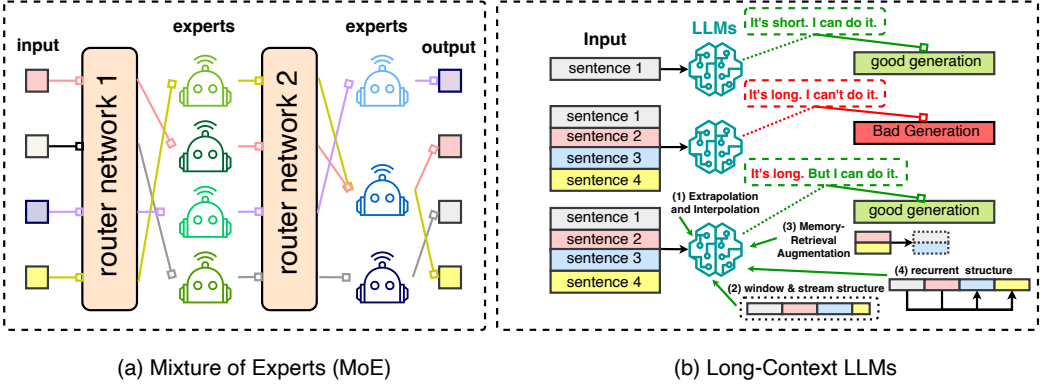 experts
experts
input
output
router network 1
router network 2
(a) Mixture of Experts (MoE)
Input
LLMs
It's short. I can do it.
sentence 1
good generation
It's long. I can't do it.
sentence 1
sentence 2
sentence 3
sentence 4
Bad Generation
It's long. But I can do it.
(1) Extrapolation
and Interpolation
good generation
sentence 1
sentence 2
sentence 3
sentence 4
(3) Memory-
Retrieval
Augmentation
(4) recurrent structure
(2) window & stream structure
(b) Long-Context LLMs